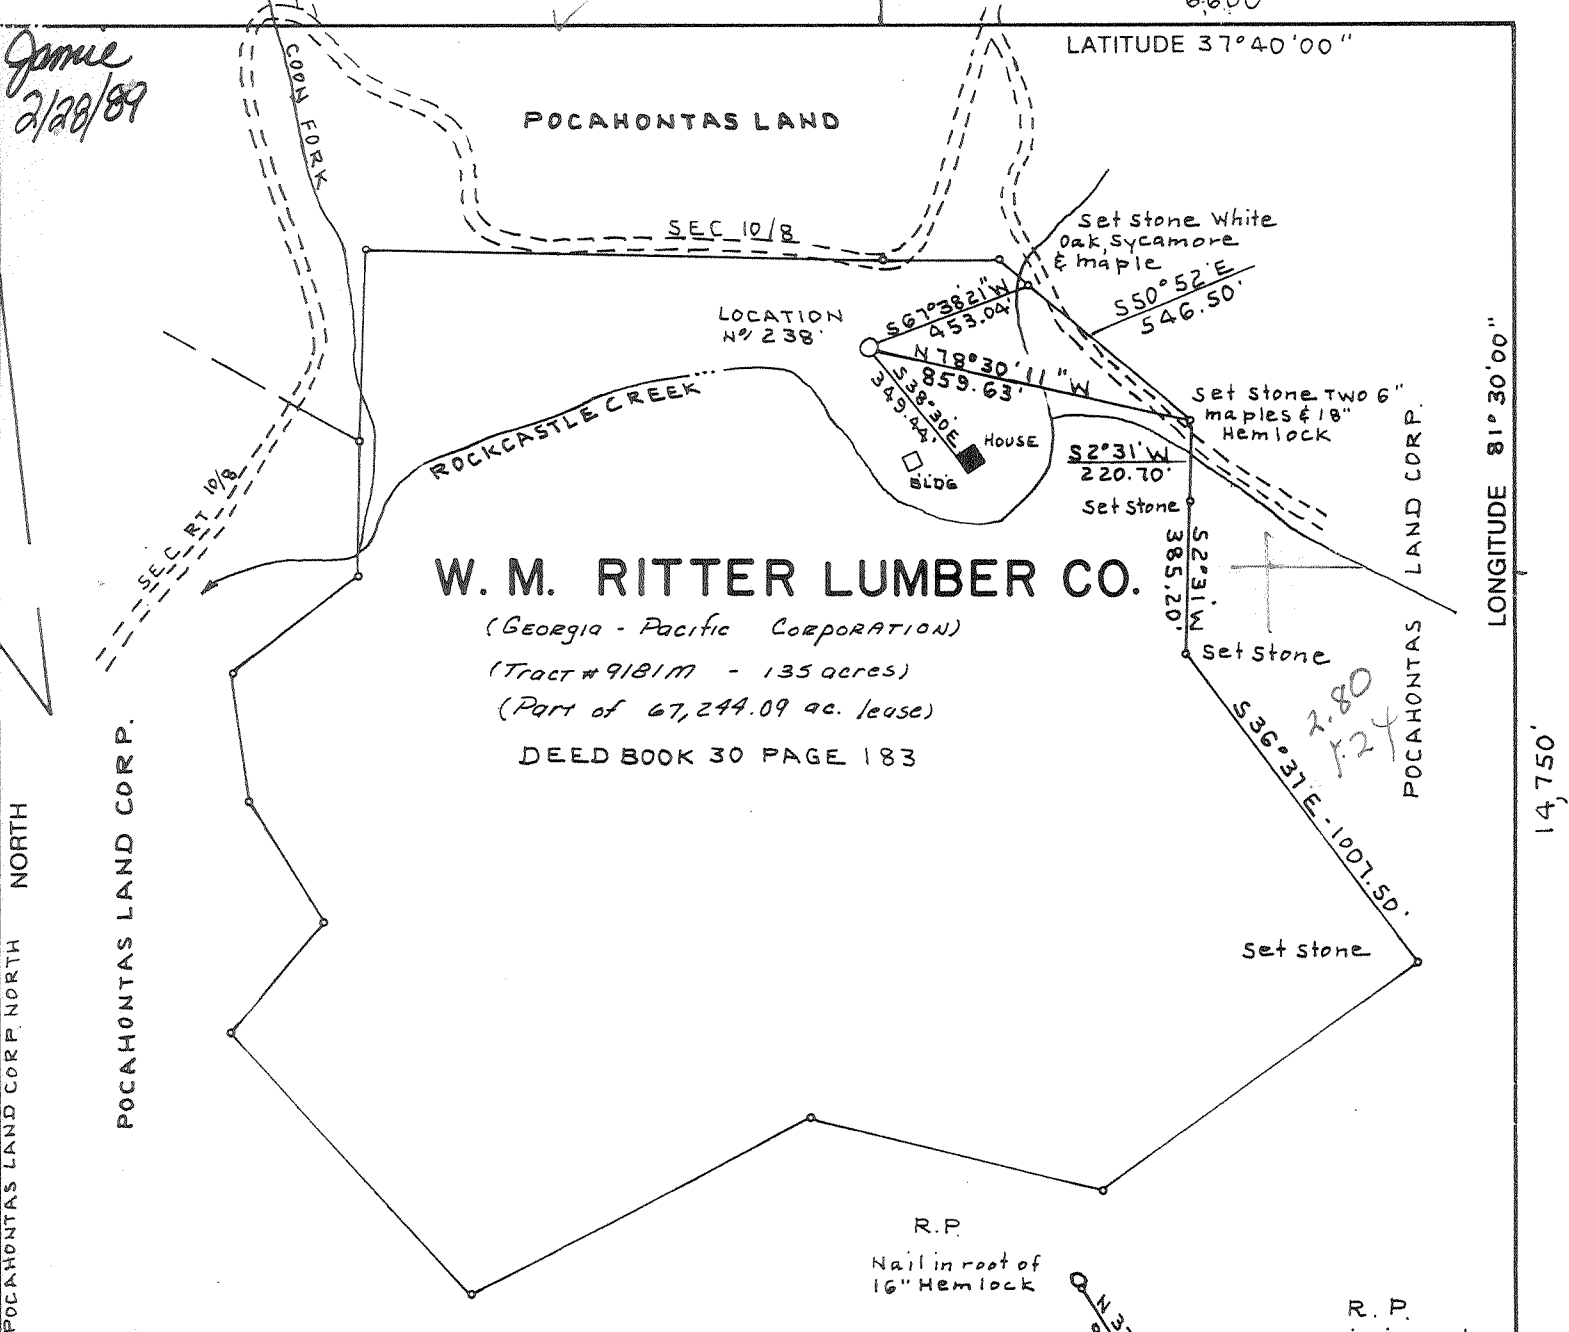 6,600
LATITUDE 37°40'00"
Jamie
2/28/89
COON FORK
POCAHONTAS LAND
SEC 10/8
Set Stone White
Oak, Sycamore
& maple
S50°52'E
546.50'
LOCATION
Nº 238
S67°38'21"W
453.04'
N78°30'11"W
859.63'
S38°30'E
349.44'
HOUSE
BLDG
ROCKCASTLE CREEK
Set Stone Two 6"
maples & 18"
Hemlock
S2°31'W
220.70'
Set Stone
S2°31'W
385.20'
Set Stone
SEC RT 10/8
LONGITUDE 81°30'00"
POCAHONTAS LAND CORP.
W. M. RITTER LUMBER CO.
(Georgia - Pacific Corporation)
(Tract #9181M - 135 acres)
(Part of 67,244.09 ac. lease)
DEED BOOK 30 PAGE 183
2.80
S36°37'E - 1007.50'
14,750'
Set Stone
POCAHONTAS LAND CORP.
NORTH
POCAHONTAS LAND CORP. NORTH
R.P.
Nail in root of
16" Hemlock
R. P.